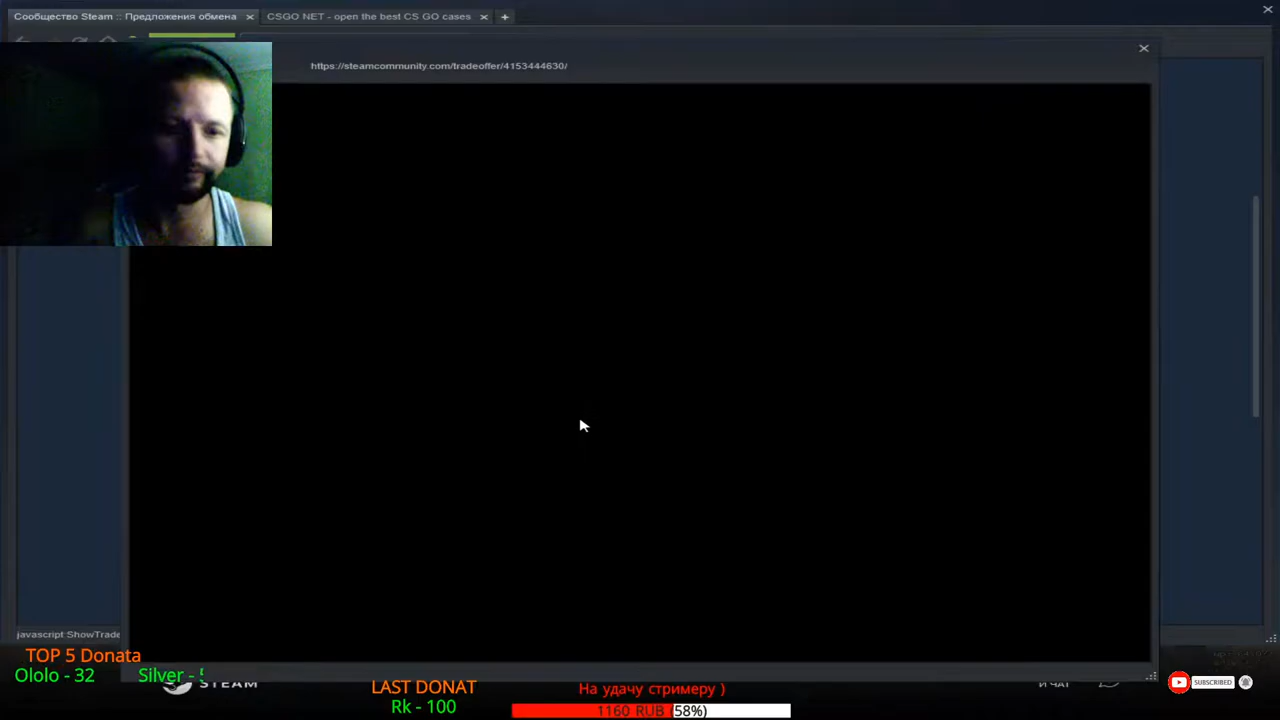 Сообщество Steam :: Предложения обмена
CSGO NET - open the best CS GO cases
https://steamcommunity.com/tradeoffer/4153444630/
javascript:ShowTrade
TOP 5 Donata
Ololo - 32 Silver -
STEAM
И ЧАТ
LAST DONAT
Rk - 100
На удачу стримеру )
1160 RUB (58%)
SUBSCRIBED